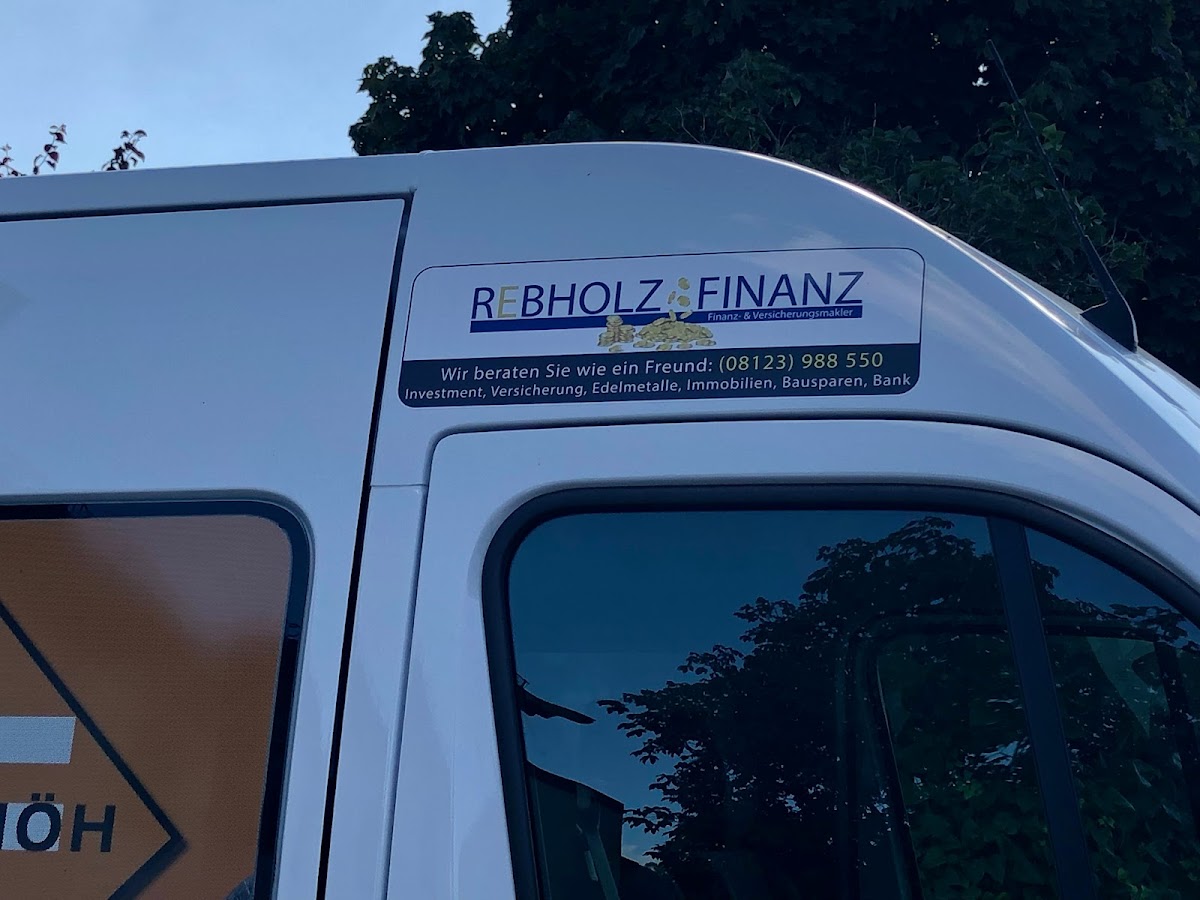 REBHOLZ FINANZ
Finanz- & Versicherungsmakler
Wir beraten Sie wie ein Freund: (08123) 988 550
Investment, Versicherung, Edelmetalle, Immobilien, Bausparen, Bank
ÖH